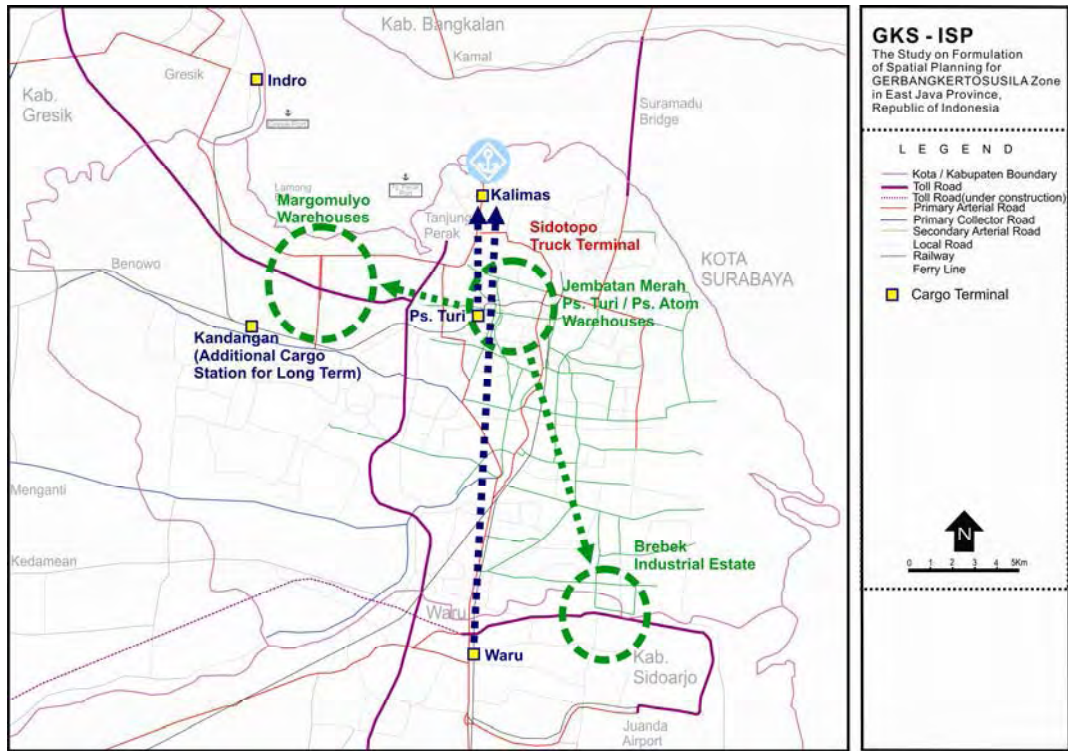 Kab. Bangkalan
Kamal
Gresik
Indro
Kab.
Gresik
Suramadu
Bridge
Kalimas
Lamong
Margomulyo
Warehouses
Tanjung
Perak
Sidotopo
Truck Terminal
KOTA
SURABAYA
Benowo
Jembatan Merah
Ps. Turi / Ps. Atom
Warehouses
Ps. Turi
Kandangan
(Additional Cargo
Station for Long Term)
Menganti
Kedamean
Brebek
Industrial Estate
Waru
Waru
Kab.
Sidoarjo
Juanda
Airport
GKS - ISP
The Study on Formulation
of Spatial Planning for
GERBANGKERTOSUSILA Zone
in East Java Province,
Republic of Indonesia
L E G E N D
Kota / Kabupaten Boundary
Toll Road
Toll Road(under construction)
Primary Arterial Road
Primary Collector Road
Secondary Arterial Road
Local Road
Railway
Ferry Line
Cargo Terminal
N
0 1 2 3 4 5Km